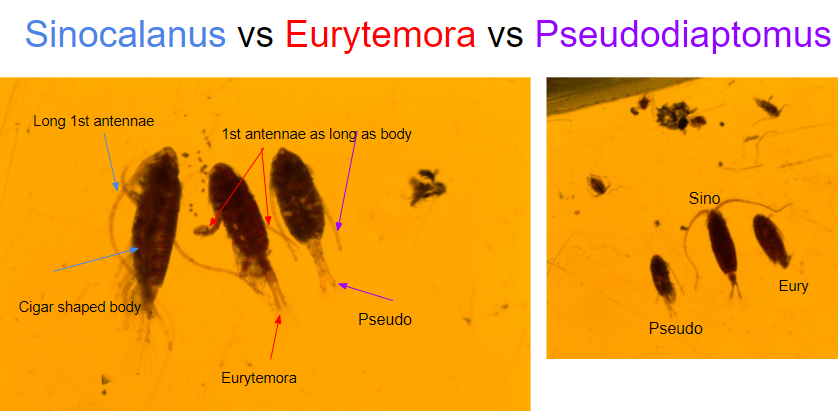 Sinocalanus vs Eurytemora vs Pseudodiaptomus
Long 1st antennae
1st antennae as long as body
Cigar shaped body
Pseudo
Eurytemora
Sino
Eury
Pseudo